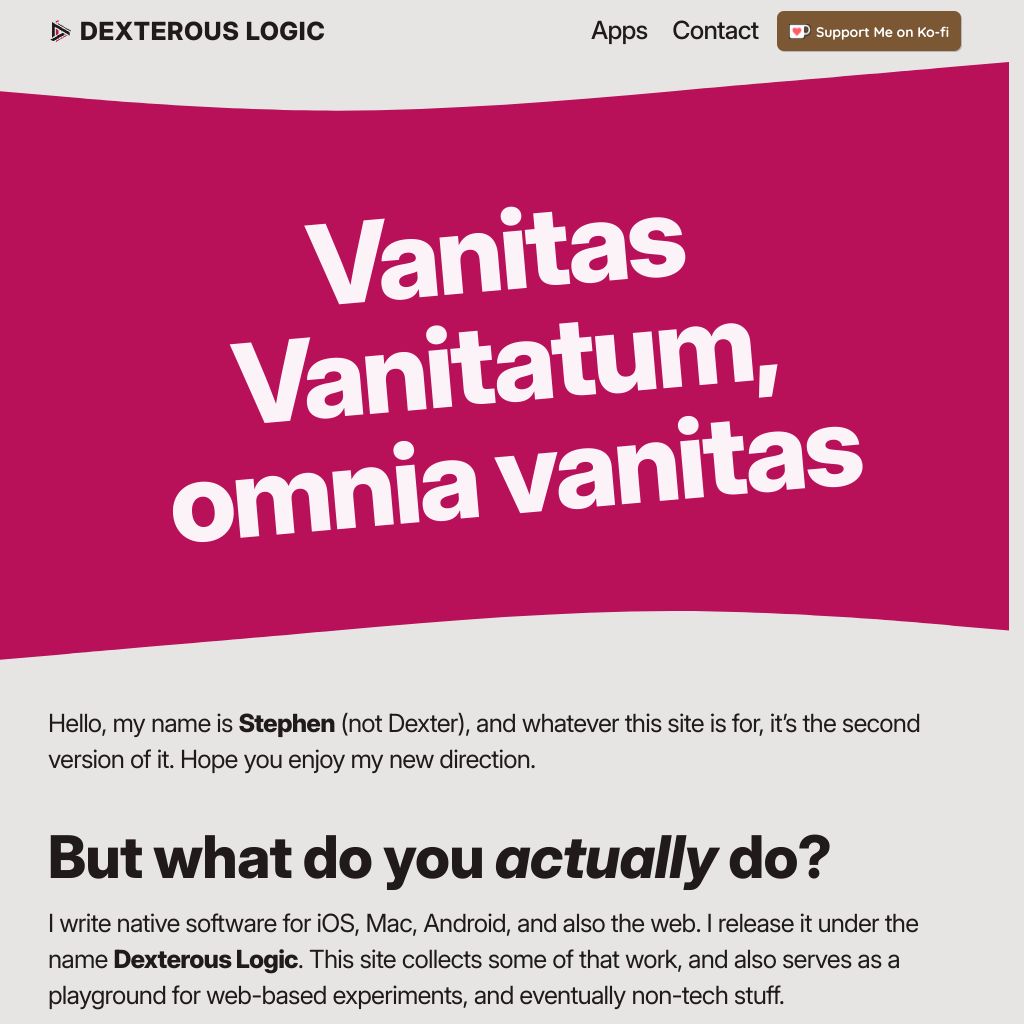 DEXTEROUS LOGIC
Apps Contact Support Me on Ko-fi
Vanitas
Vanitatum,
omnia vanitas
Hello, my name is Stephen (not Dexter), and whatever this site is for, it’s the second
version of it. Hope you enjoy my new direction.
But what do you actually do?
I write native software for iOS, Mac, Android, and also the web. I release it under the
name Dexterous Logic. This site collects some of that work, and also serves as a
playground for web-based experiments, and eventually non-tech stuff.